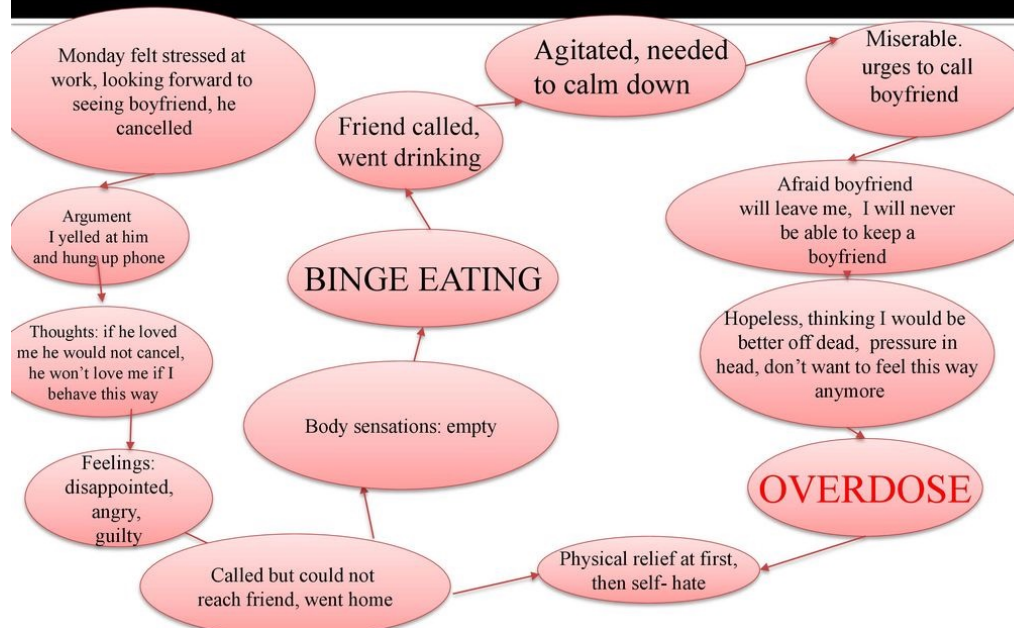 Monday felt stressed at
work, looking forward to
seeing boyfriend, he
cancelled
Argument
I yelled at him
and hung up phone
Thoughts: if he loved
me he would not cancel,
he won't love me if I
behave this way
Feelings:
disappointed,
angry,
guilty
Called but could not
reach friend, went home
Body sensations: empty
BINGE EATING
Friend called,
went drinking
Agitated, needed
to calm down
Miserable.
urges to call
boyfriend
Afraid boyfriend
will leave me, I will never
be able to keep a
boyfriend
Hopeless, thinking I would be
better off dead, pressure in
head, don't want to feel this way
anymore
OVERDOSE
Physical relief at first,
then self- hate